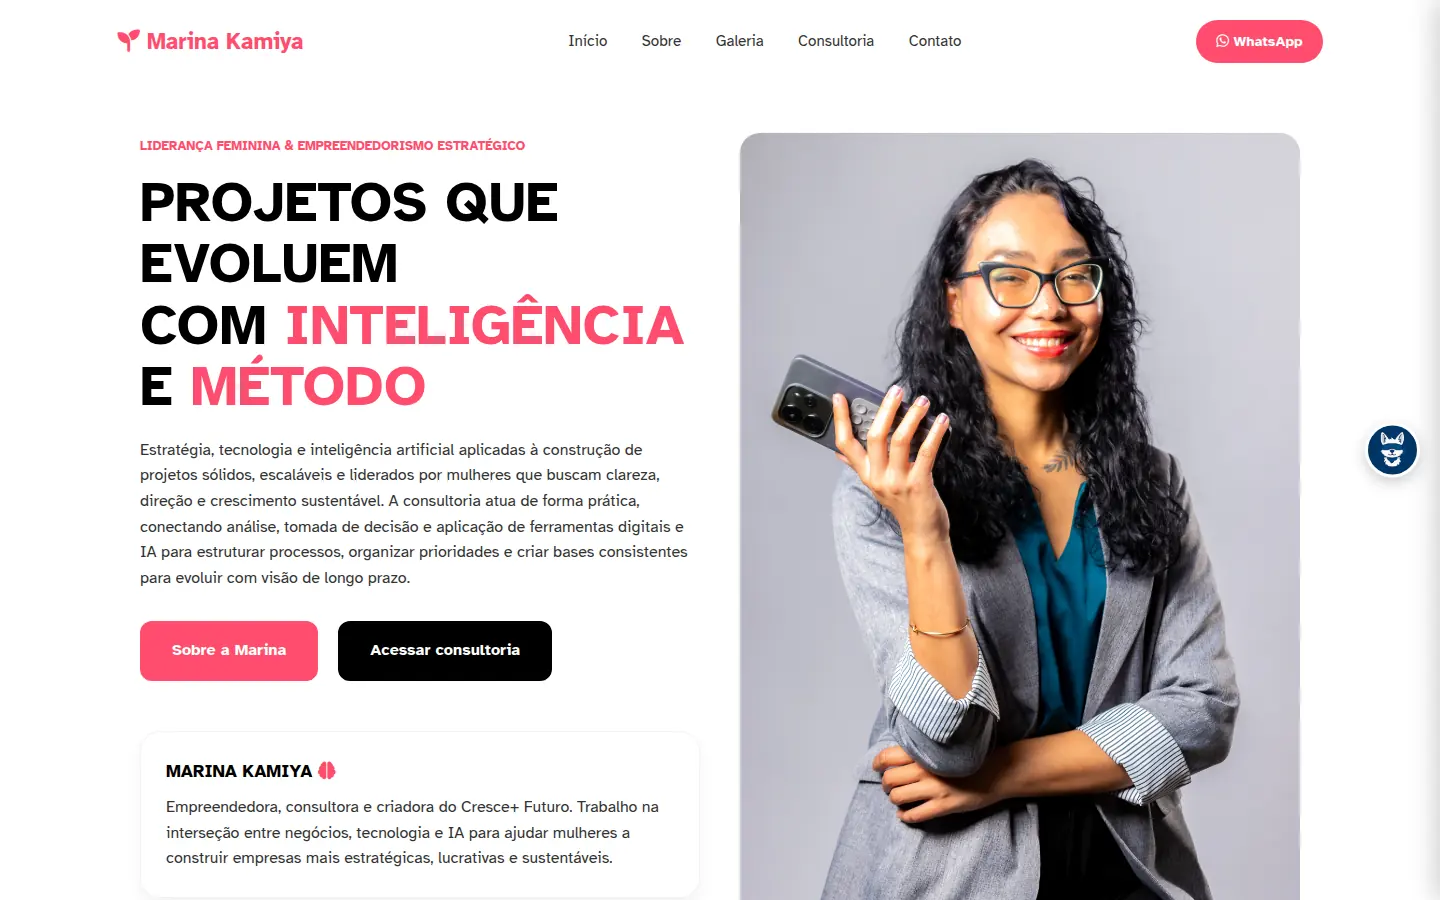 Marina Kamiya
Início
Sobre
Galeria
Consultoria
Contato
WhatsApp
LIDERANÇA FEMININA & EMPREENDEDORISMO ESTRATÉGICO
PROJETOS QUE
EVOLUEM
COM INTELIGÊNCIA
E MÉTODO
Estratégia, tecnologia e inteligência artificial aplicadas à construção de
projetos sólidos, escaláveis e liderados por mulheres que buscam clareza,
direção e crescimento sustentável. A consultoria atua de forma prática,
conectando análise, tomada de decisão e aplicação de ferramentas digitais e
IA para estruturar processos, organizar prioridades e criar bases consistentes
para evoluir com visão de longo prazo.
Sobre a Marina
Acessar consultoria
MARINA KAMIYA
Empreendedora, consultora e criadora do Cresce+ Futuro. Trabalho na
interseção entre negócios, tecnologia e IA para ajudar mulheres a
construir empresas mais estratégicas, lucrativas e sustentáveis.